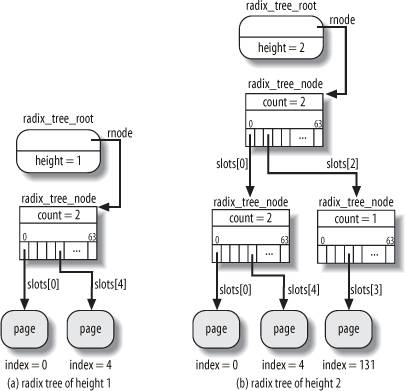 radix_tree_root
rnode
height = 1
radix_tree_node
count = 2
0 63
...
slots[0]
slots[4]
page
page
index = 0
index = 4
(a) radix tree of height 1
radix_tree_root
rnode
height = 2
radix_tree_node
count = 2
0 63
...
slots[0]
slots[2]
radix_tree_node
count = 2
0 63
...
radix_tree_node
count = 1
0 63
...
slots[0]
slots[4]
slots[3]
page
page
page
index = 0
index = 4
index = 131
(b) radix tree of height 2